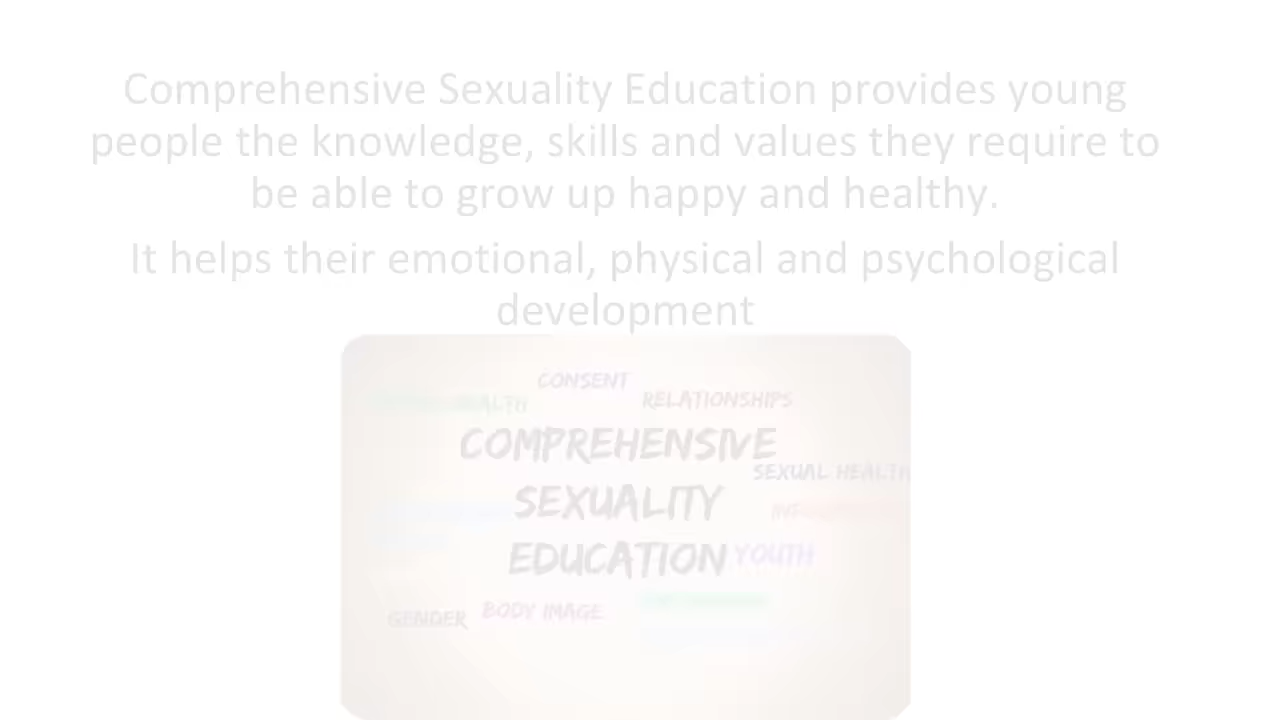 Comprehensive Sexuality Education provides young
people the knowledge, skills and values they require to
be able to grow up happy and healthy.
It helps their emotional, physical and psychological
development
CONSENT
HEALTH
RELATIONSHIPS
COMPREHENSIVE
SEXUAL HEALTH
SEXUALITY
EDUCATION
YOUTH
BODY IMAGE
GENDER